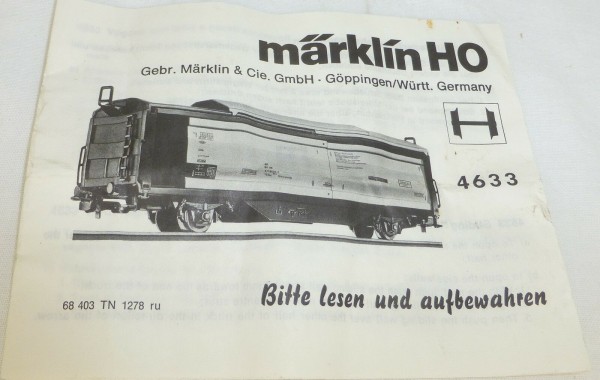 märklin HO
Gebr. Märklin & Cie. GmbH · Göppingen/Württ. Germany
4633
68 403 TN 1278 ru
Bitte lesen und aufbewahren